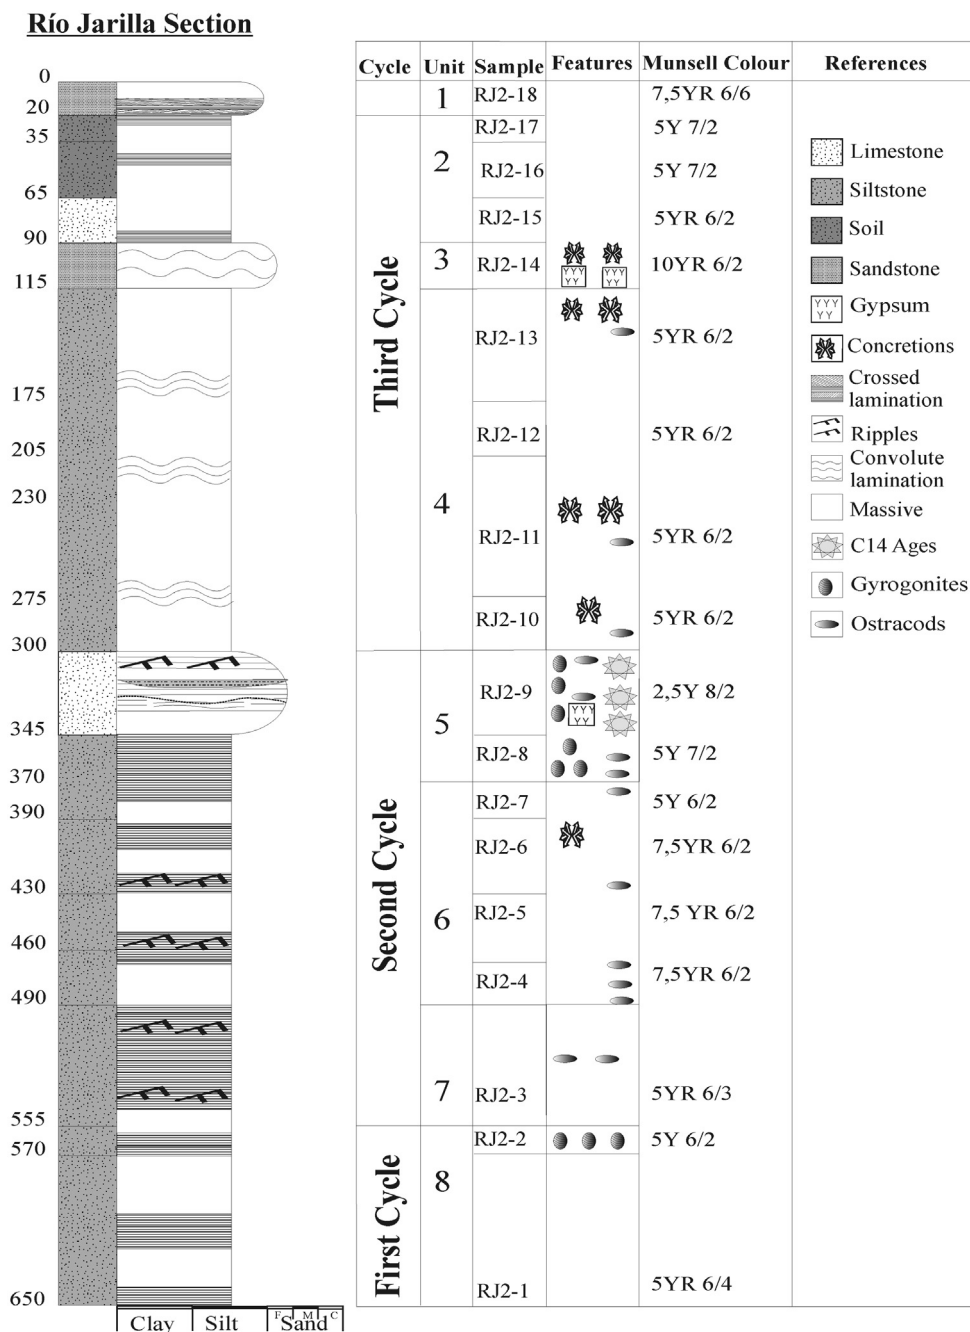 Río Jarilla Section
Cycle Unit Sample Features Munsell Colour References
0
20
35
65
90
115
175
205
230
275
300
345
370
390
430
460
490
555
570
650
Clay Silt Sand
F M C
Third Cycle
Second Cycle
First Cycle
1 RJ2-18 7,5YR 6/6
RJ2-17 5Y 7/2
2 RJ2-16 5Y 7/2
RJ2-15 5YR 6/2
3 RJ2-14 10YR 6/2
RJ2-13 5YR 6/2
RJ2-12 5YR 6/2
4 RJ2-11 5YR 6/2
RJ2-10 5YR 6/2
RJ2-9 2,5Y 8/2
5 RJ2-8 5Y 7/2
RJ2-7 5Y 6/2
RJ2-6 7,5YR 6/2
6 RJ2-5 7,5 YR 6/2
RJ2-4 7,5YR 6/2
7 RJ2-3 5YR 6/3
RJ2-2 5Y 6/2
8
RJ2-1 5YR 6/4
Limestone
Siltstone
Soil
Sandstone
Gypsum
Concretions
Crossed
lamination
Ripples
Convolute
lamination
Massive
C14 Ages
Gyrogonites
Ostracods